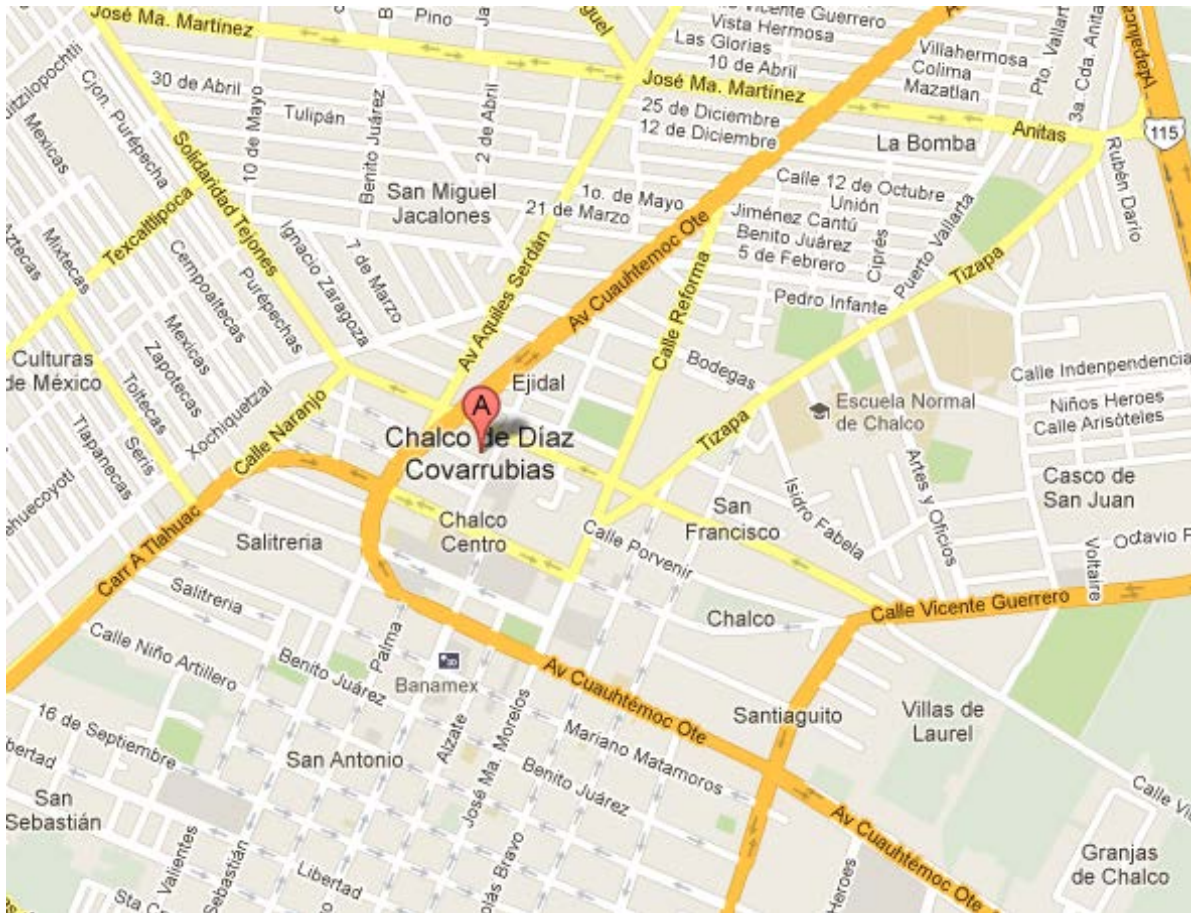 José Ma. Martínez
Pino
Vicente Guerrero
Vista Hermosa
Las Glorias
10 de Abril
Villahermosa
Colima
Mazatlan
Pto. Vallarta
3a. Cda. Anita
115
30 de Abril
Tulipán
10 de Mayo
Benito Juárez
2 de Abril
José Ma. Martínez
25 de Diciembre
12 de Diciembre
La Bomba
Anitas
Rubén Darío
Cjon. Purépecha
Mexicas
Solidaridad Tejones
San Miguel
Jacalones
1o. de Mayo
21 de Marzo
Calle 12 de Octubre
Unión
Jiménez Cantú
Benito Juárez
5 de Febrero
Ciprés
Puerto Vallarta
Tizapa
Texcaltlipoca
Mixtecas
Cempoaltecas
Purépechas
Ignacio Zaragoza
7 de Marzo
Av Aquiles Serdán
Av Cuauhtemoc Ote
Calle Reforma
Pedro Infante
Bodegas
Culturas
de México
Mexicas
Zapotecas
Toltecas
Seris
Tlapanecas
Xochiquetzal
Calle Naranjo
Ejidal
A
Chalco de Díaz
Covarrubias
Tizapa
Escuela Normal
de Chalco
Calle Indenpendencia
Niños Heroes
Calle Arisóteles
Casco de
San Juan
Carr A Tlahuac
Salitreria
Chalco
Centro
Calle Porvenir
San
Francisco
Isidro Fabela
Artes y Oficios
Voltaire
Salitreria
Calle Niño Artillero
Benito Juárez
Palma
Banamex
Chalco
Calle Vicente Guerrero
Av Cuauhtémoc Ote
Santiaguito
Villas de
Laurel
16 de Septiembre
San Antonio
Alzate
José Ma. Morelos
Mariano Matamoros
Benito Juárez
San
Sebastián
Libertad
Av Cuauhtémoc Ote
Granjas
de Chalco